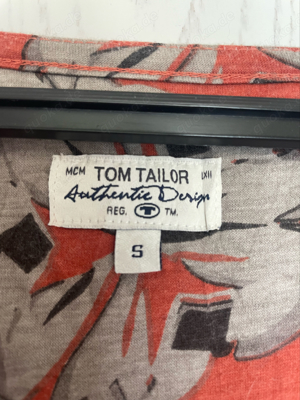 MCM TOM TAILOR LXII
Authentic Design
REG. T TM.
S